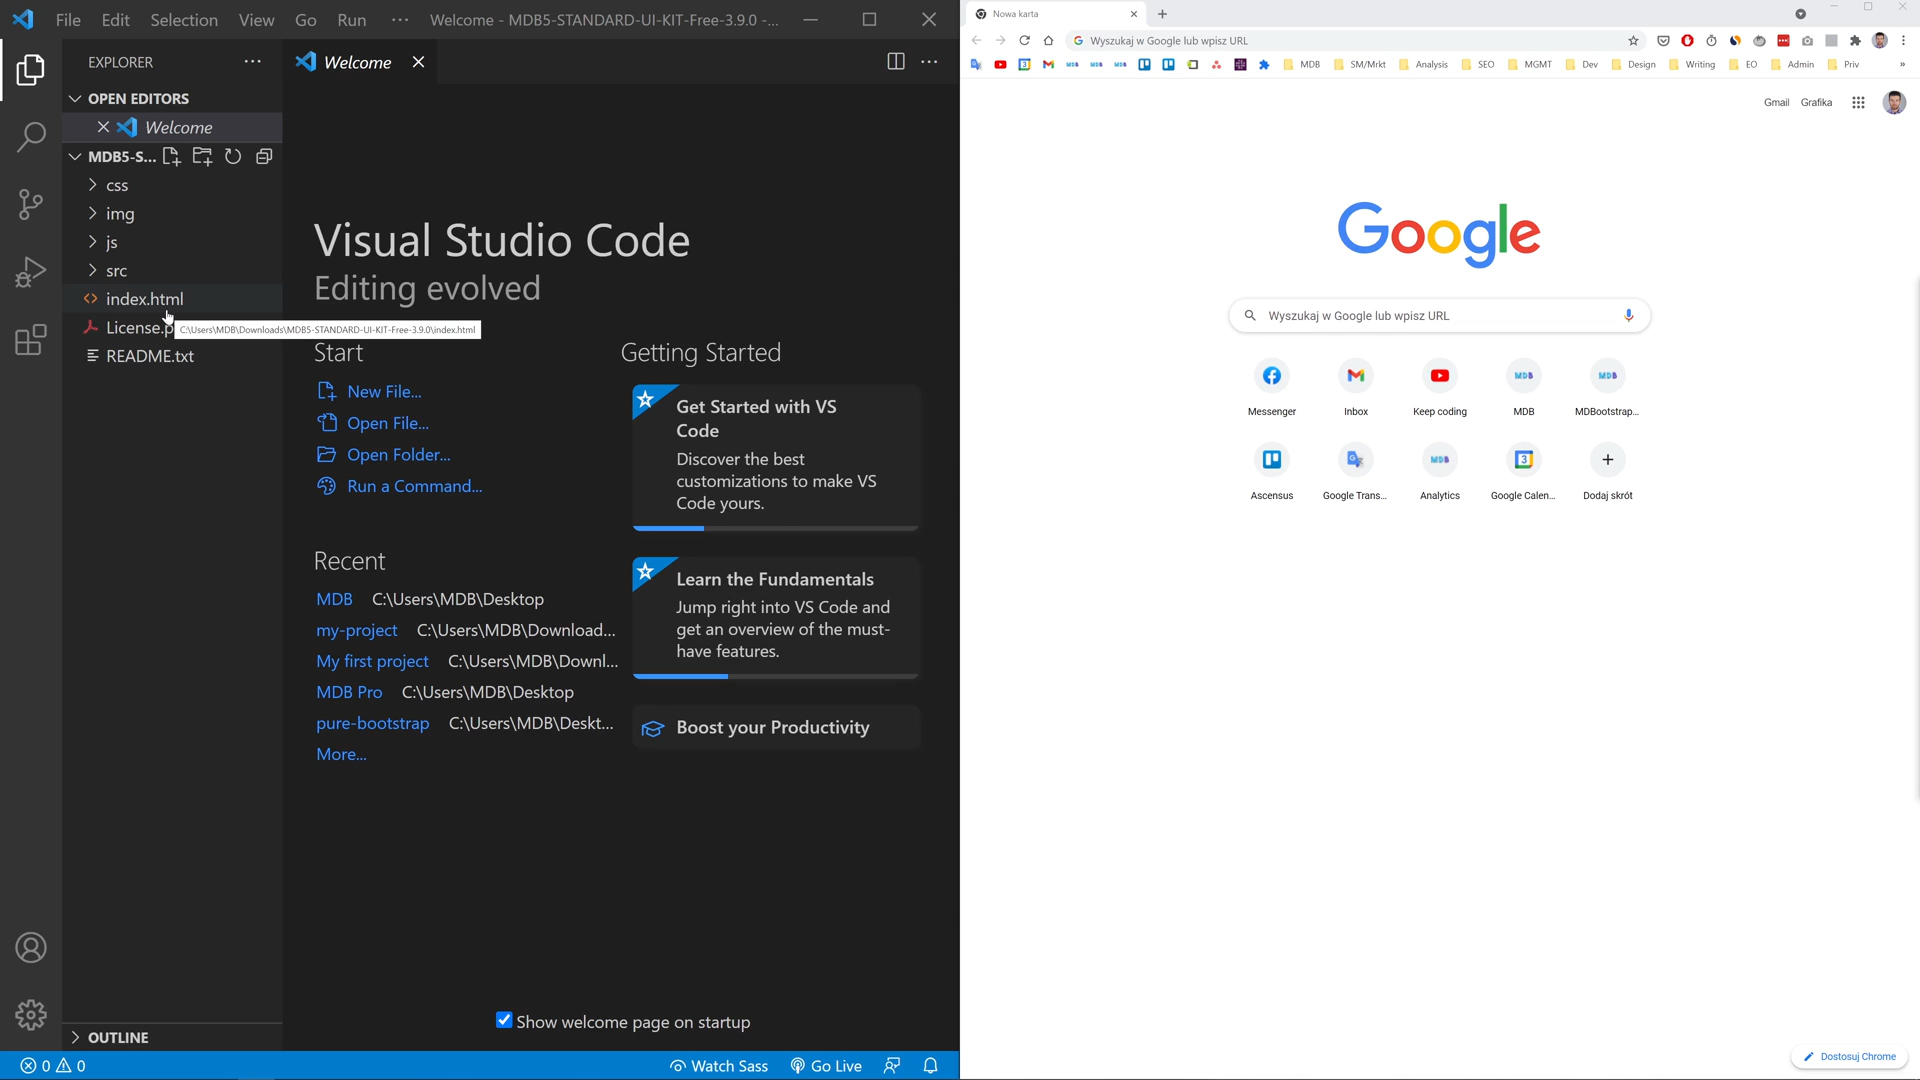 File Edit Selection View Go Run ··· Welcome - MDB5-STANDARD-UI-KIT-Free-3.9.0 -...
EXPLORER
Welcome
OPEN EDITORS
Welcome
MDB5-S...
css
img
js
src
index.html
License.p
C:\Users\MDB\Downloads\MDB5-STANDARD-UI-KIT-Free-3.9.0\index.html
README.txt
OUTLINE
Visual Studio Code
Editing evolved
Start
New File...
Open File...
Open Folder...
Run a Command...
Recent
MDB C:\Users\MDB\Desktop
my-project C:\Users\MDB\Download...
My first project C:\Users\MDB\Downl...
MDB Pro C:\Users\MDB\Desktop
pure-bootstrap C:\Users\MDB\Deskt...
More...
Getting Started
Get Started with VS
Code
Discover the best
customizations to make VS
Code yours.
Learn the Fundamentals
Jump right into VS Code and
get an overview of the must-
have features.
Boost your Productivity
Show welcome page on startup
0 0 Watch Sass Go Live
Nowa karta
Wyszukaj w Google lub wpisz URL
MDB SM/Mrkt Analysis SEO MGMT Dev Design Writing EO Admin Priv »
Gmail Grafika
Google
Wyszukaj w Google lub wpisz URL
Messenger Inbox Keep coding MDB MDBootstrap...
Ascensus Google Trans... Analytics Google Calen... Dodaj skrót
Dostosuj Chrome